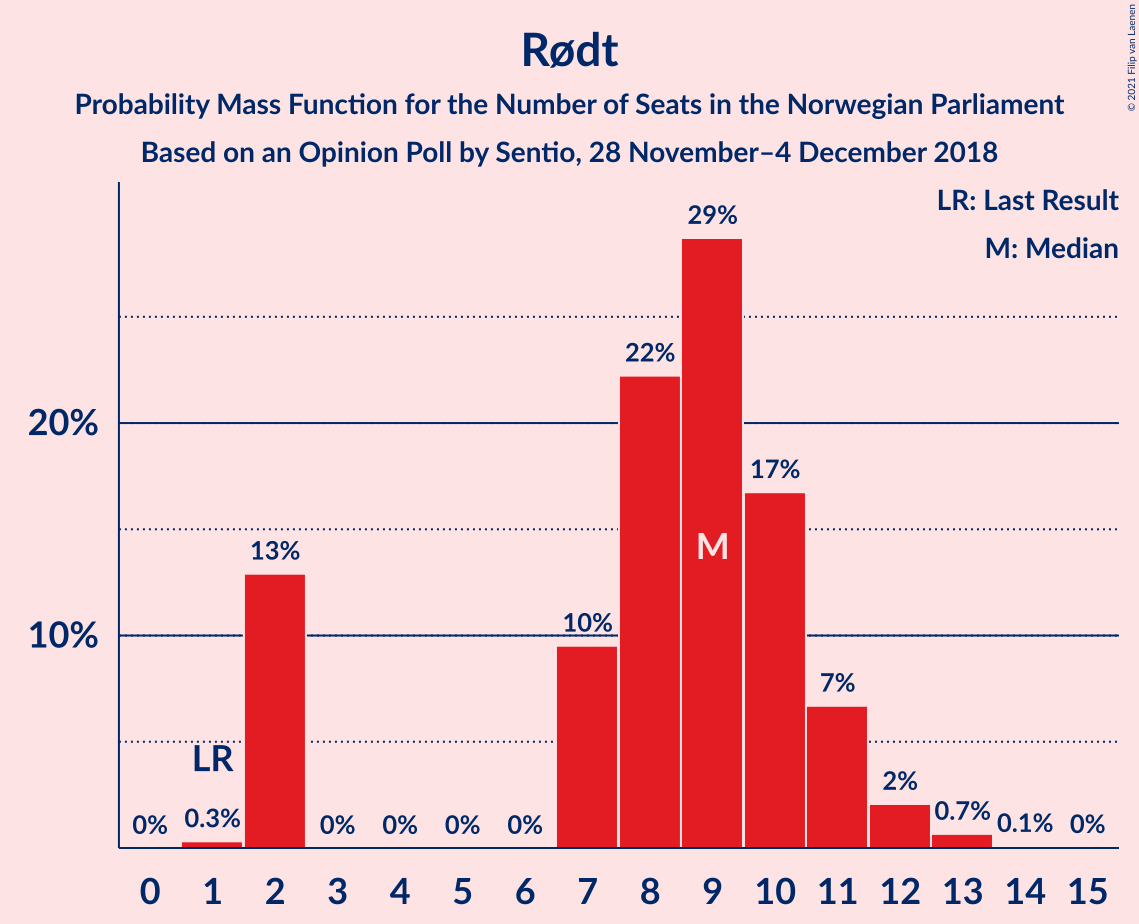 Rødt
Probability Mass Function for the Number of Seats in the Norwegian Parliament
Based on an Opinion Poll by Sentio, 28 November–4 December 2018
© 2021 Filip van Laenen
LR: Last Result
M: Median
29%
22%
20%
17%
M
13%
10%
10%
7%
LR
2%
0% 0.3% 0% 0% 0% 0% 0.7% 0.1% 0%
0 1 2 3 4 5 6 7 8 9 10 11 12 13 14 15